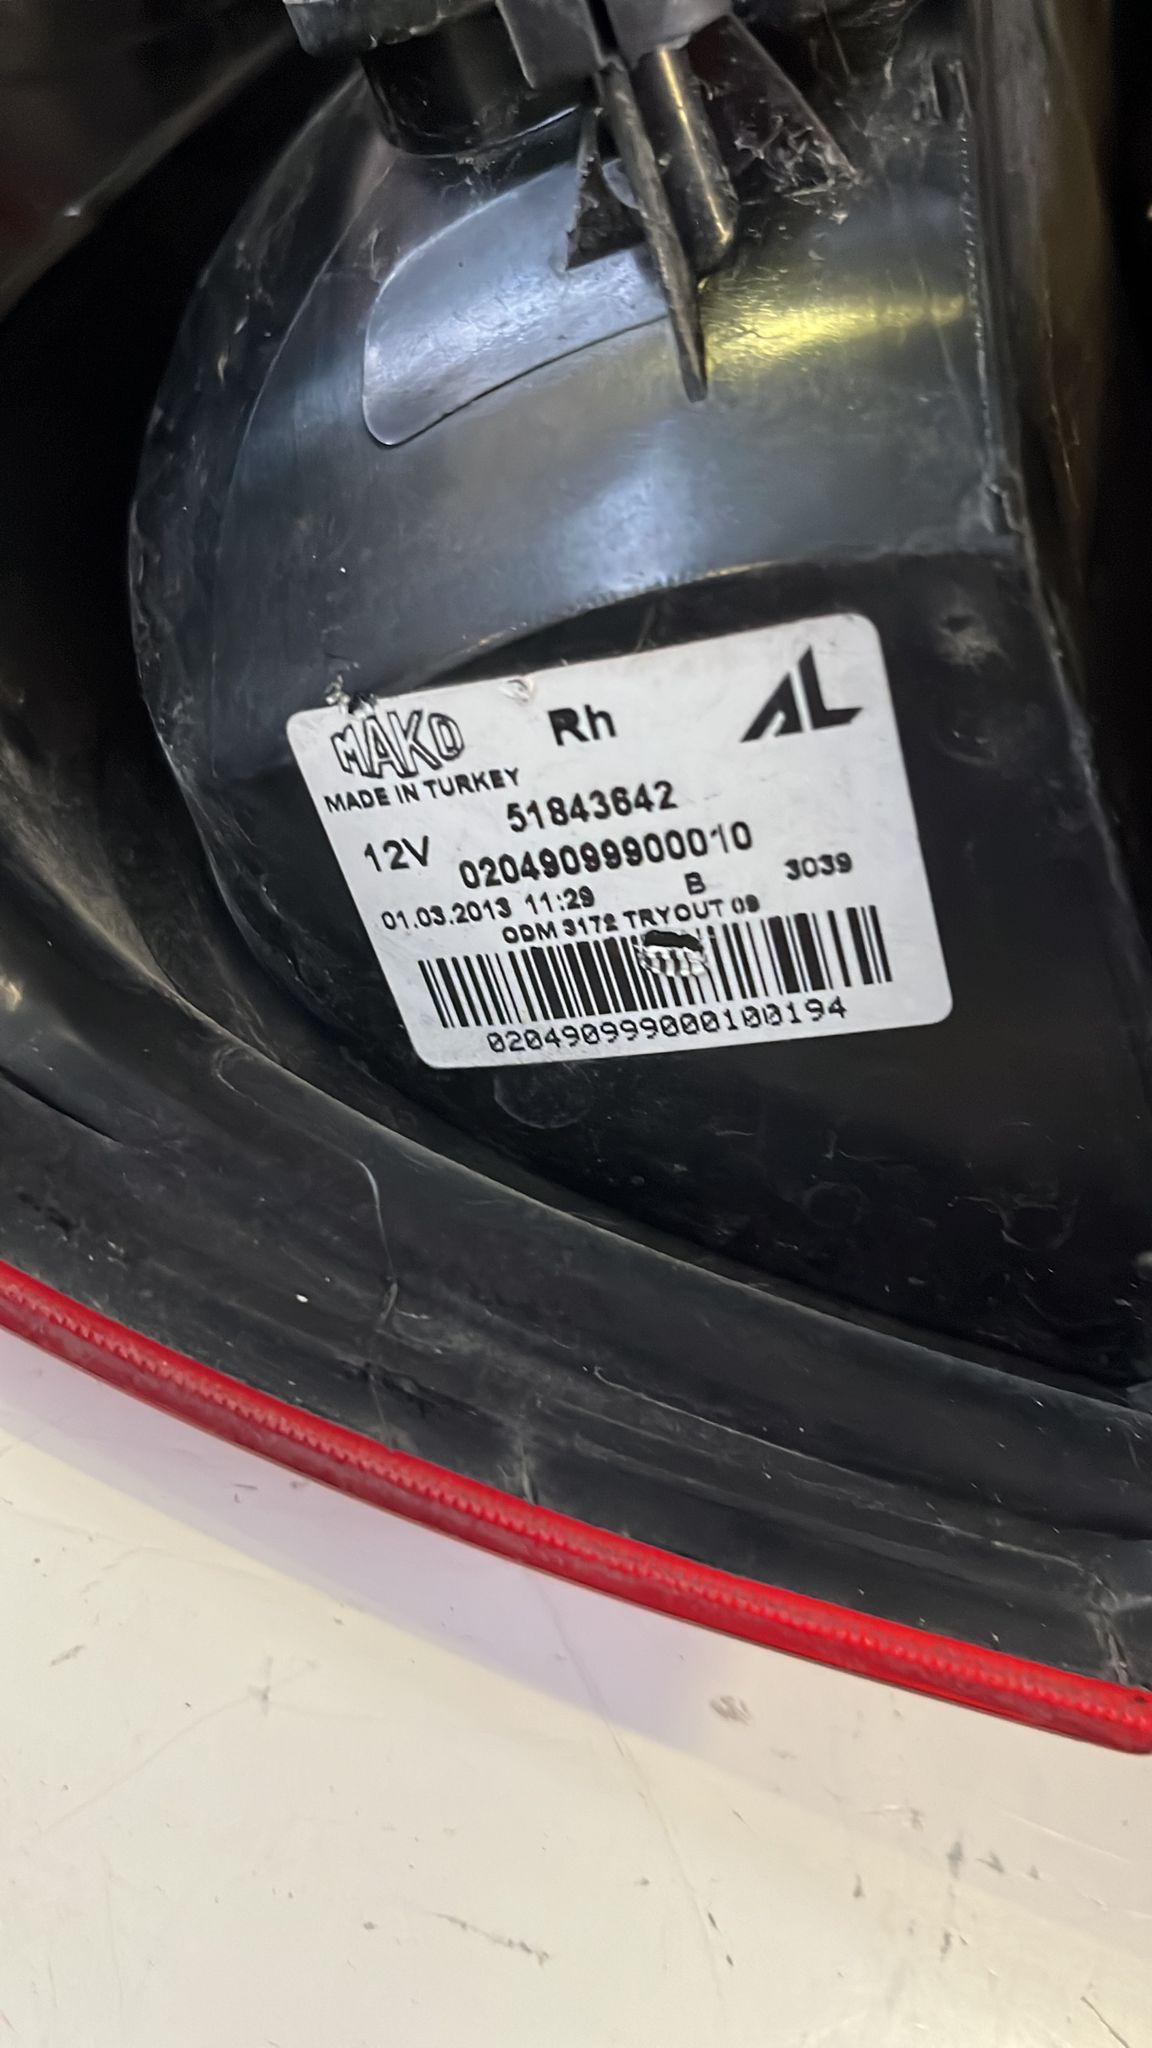 MAKO Rh AL
MADE IN TURKEY
51843642
12V 02049099900010
01.03.2013 11:29 B 3039
ODM 3172 TRYOUT 09
020490999000100194